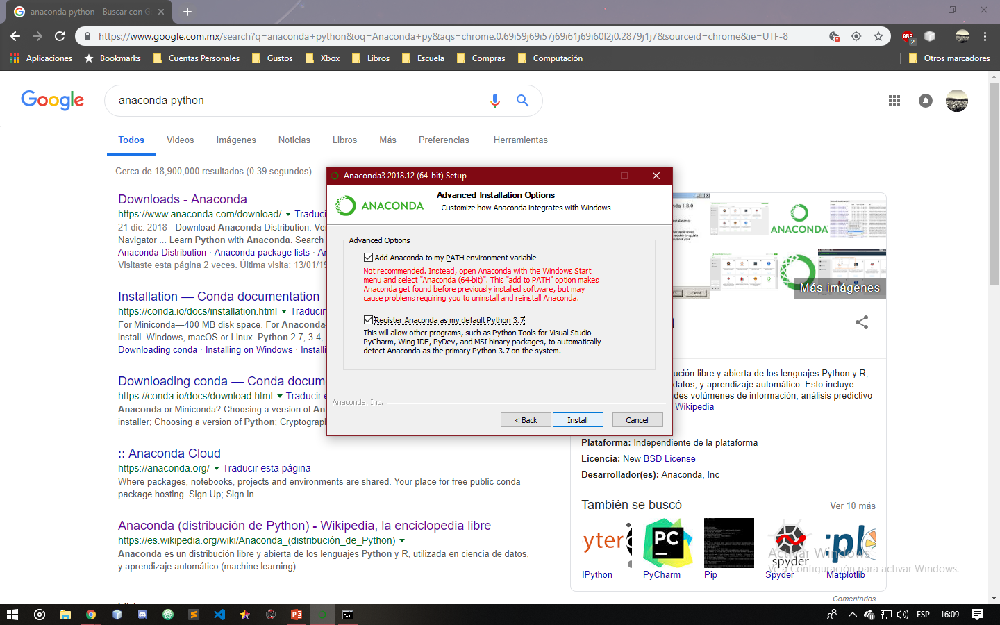 anaconda python - Buscar con G
https://www.google.com.mx/search?q=anaconda+python&oq=Anaconda+py&aqs=chrome.0.69i59j69i57j69i61j69i60l2j0.2879j1j7&sourceid=chrome&ie=UTF-8
ABP
2
Aplicaciones
Bookmarks
Cuentas Personales
Gustos
Xbox
Libros
Escuela
Compras
Computación
Otros marcadores
Google
anaconda python
Todos
Videos
Imágenes
Noticias
Libros
Más
Preferencias
Herramientas
Cerca de 18,900,000 resultados (0.39 segundos)
Downloads - Anaconda
https://www.anaconda.com/download/ Traduci
21 dic. 2018 - Download Anaconda Distribution. Ver
Navigator ... Learn Python with Anaconda. Search
Anaconda Distribution · Anaconda package lists · Ar
Visitaste esta página 2 veces. Última visita: 13/01/19
Installation — Conda documentation
https://conda.io/docs/installation.html Traducir
For Miniconda—400 MB disk space. For Anaconda—
install. Windows, macOS or Linux. Python 2.7, 3.4,
Downloading conda · Installing on Windows · Installi
Downloading conda — Conda docum
https://conda.io/docs/download.html Traducir e
Anaconda or Miniconda? Choosing a version of Ana
installer; Choosing a version of Python; Cryptograph
:: Anaconda Cloud
https://anaconda.org/ Traducir esta página
Where packages, notebooks, projects and environments are shared. Your place for free public conda
package hosting. Sign Up; Sign In ...
Anaconda (distribución de Python) - Wikipedia, la enciclopedia libre
https://es.wikipedia.org/wiki/Anaconda_(distribución_de_Python)
Anaconda es un distribución libre y abierta de los lenguajes Python y R, utilizada en ciencia de datos,
y aprendizaje automático (machine learning).
Anaconda3 2018.12 (64-bit) Setup
ANACONDA
Advanced Installation Options
Customize how Anaconda integrates with Windows
Advanced Options
Add Anaconda to my PATH environment variable
Not recommended. Instead, open Anaconda with the Windows Start
menu and select "Anaconda (64-bit)". This "add to PATH" option makes
Anaconda get found before previously installed software, but may
cause problems requiring you to uninstall and reinstall Anaconda.
Register Anaconda as my default Python 3.7
This will allow other programs, such as Python Tools for Visual Studio
PyCharm, Wing IDE, PyDev, and MSI binary packages, to automatically
detect Anaconda as the primary Python 3.7 on the system.
Anaconda, Inc.
< Back
Install
Cancel
nda 1.8.0
ANACONDA
Cancel
Más imágenes
ución libre y abierta de los lenguajes Python y R,
datos, y aprendizaje automático. Esto incluye
des volúmenes de información, análisis predictivo
Wikipedia
Plataforma: Independiente de la plataforma
Licencia: New BSD License
Desarrollador(es): Anaconda, Inc
También se buscó
Ver 10 más
yter
PC
spyder
IPython
PyCharm
Pip
Spyder
Matplotlib
Activar Windows
Ve a Configuración para activar Windows.
Comentarios
ESP
16:09